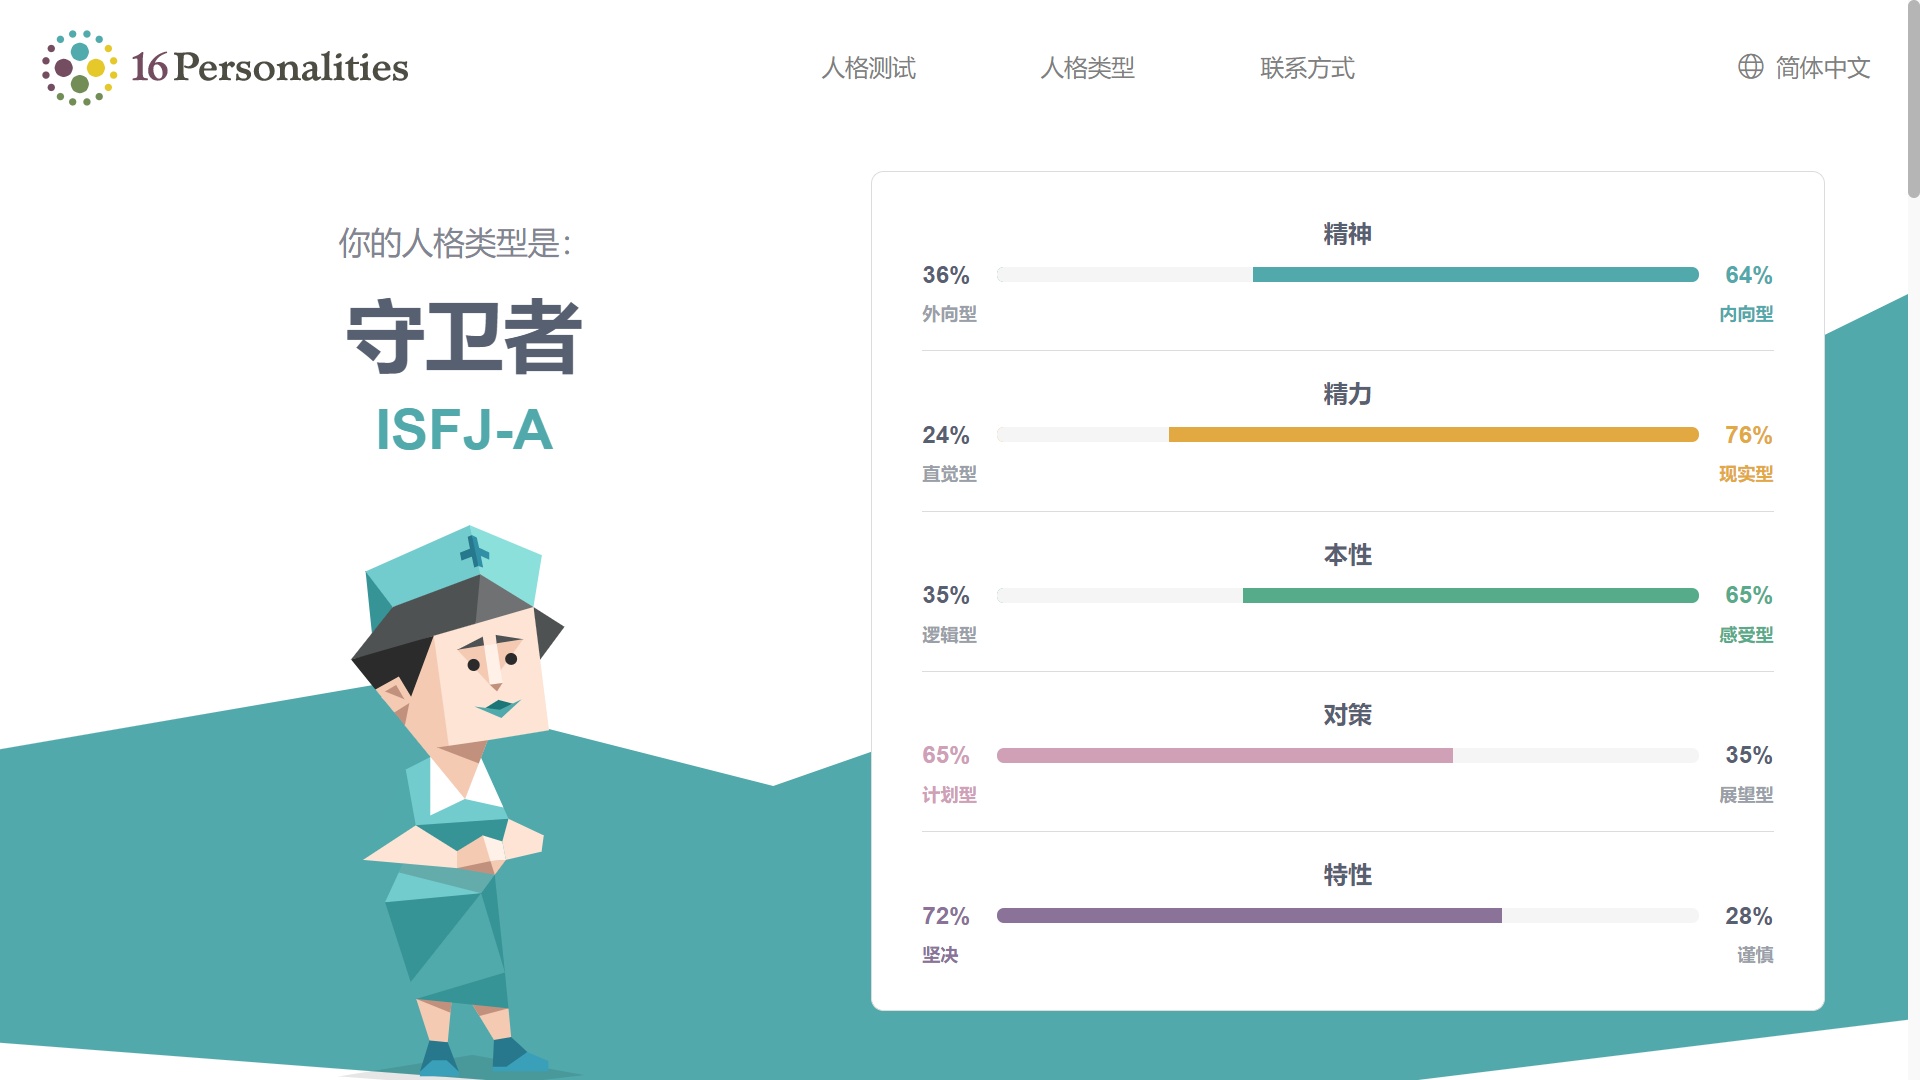 16Personalities
人格测试
人格类型
联系方式
简体中文
你的人格类型是：
守卫者
ISFJ-A
精神
36%
64%
外向型
内向型
精力
24%
76%
直觉型
现实型
本性
35%
65%
逻辑型
感受型
对策
65%
35%
计划型
展望型
特性
72%
28%
坚决
谨慎